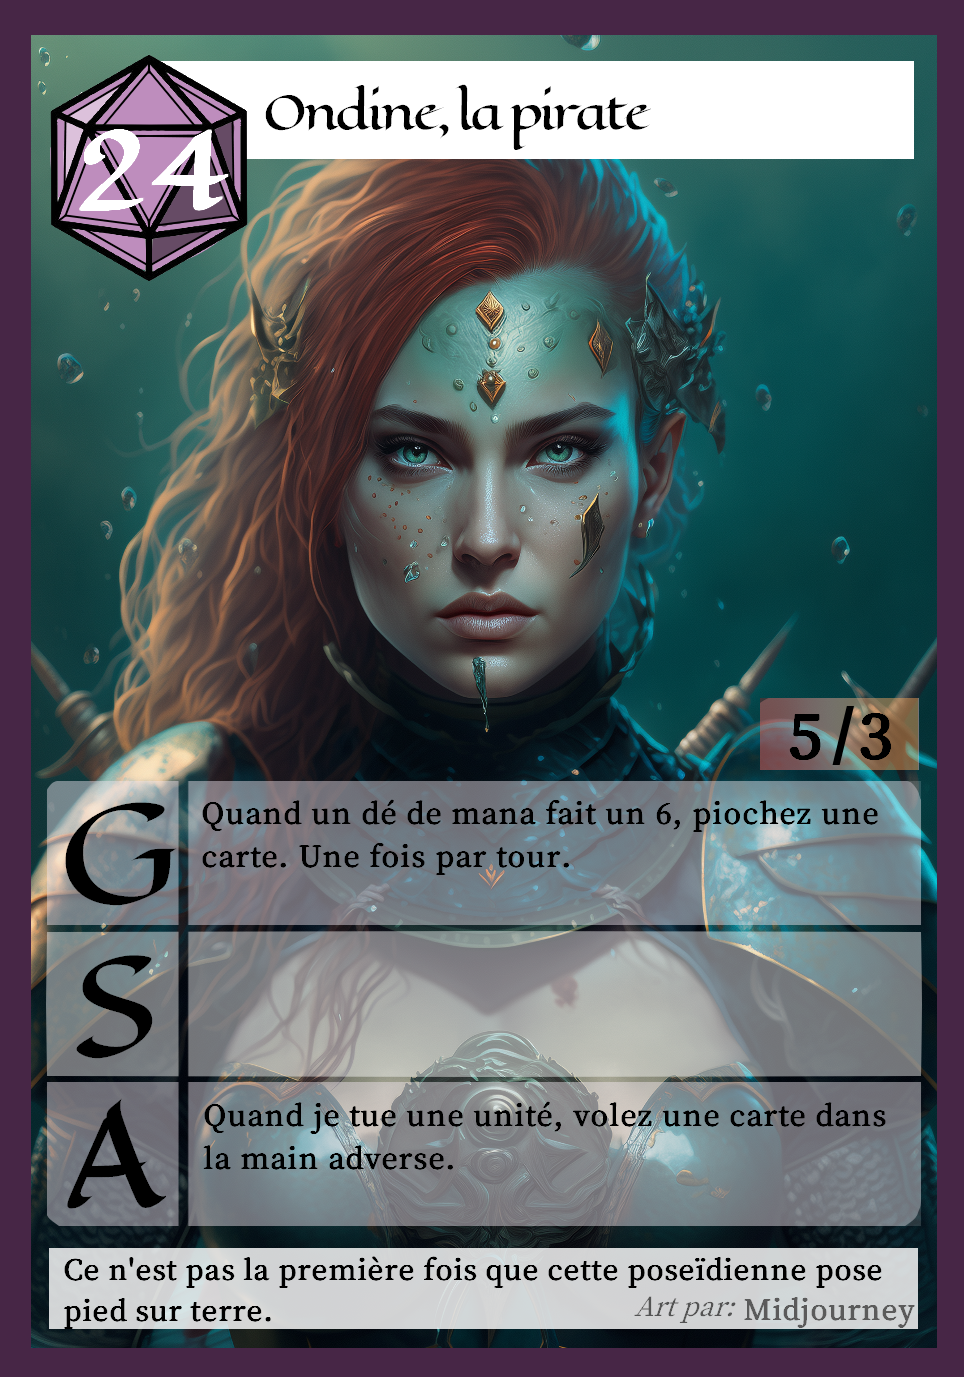 24
Ondine, la pirate
5/3
G
Quand un dé de mana fait un 6, piochez une
carte. Une fois par tour.
S
A
Quand je tue une unité, volez une carte dans
la main adverse.
Ce n'est pas la première fois que cette poseïdienne pose
pied sur terre.
Art par: Midjourney